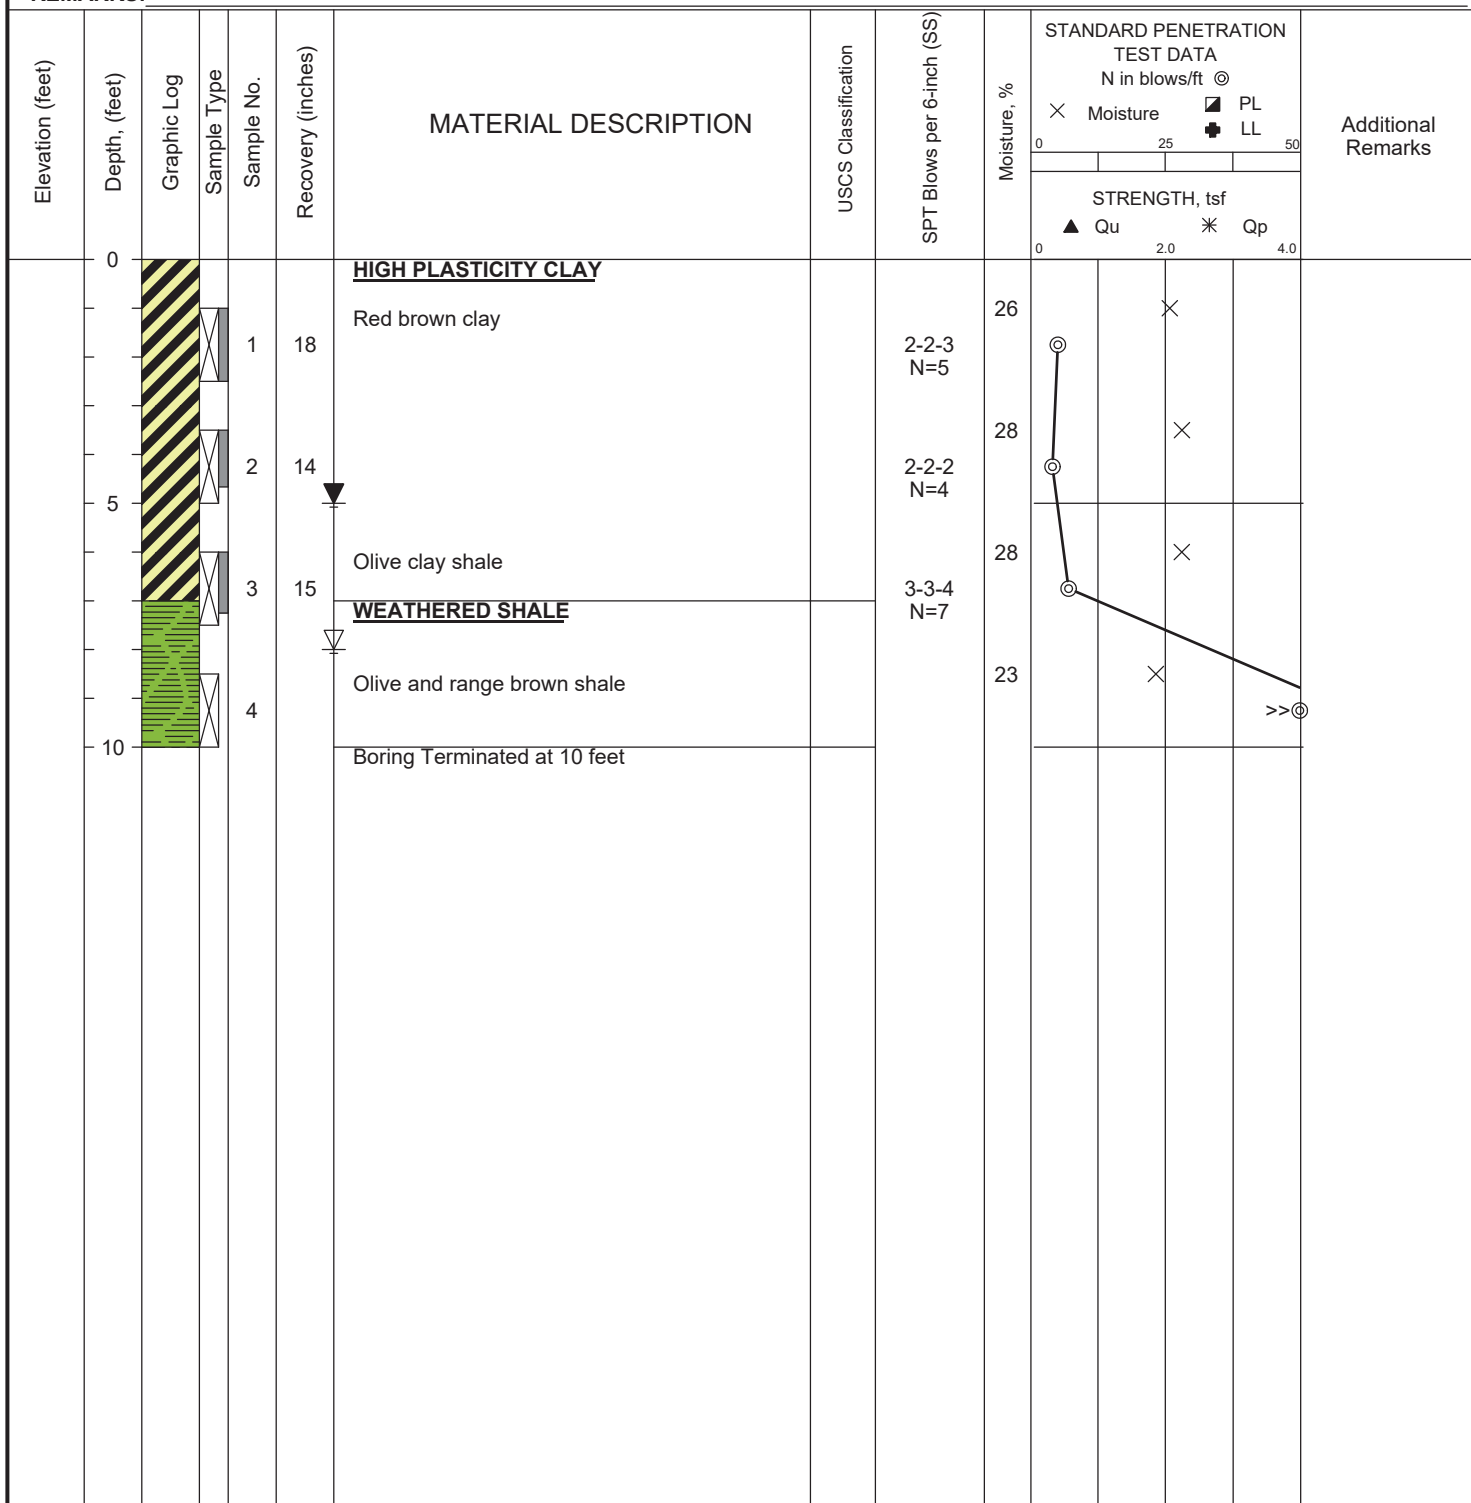 Elevation (feet)
Depth, (feet)
Graphic Log
Sample Type
Sample No.
Recovery (inches)
MATERIAL DESCRIPTION
USCS Classification
SPT Blows per 6-inch (SS)
Moisture, %
STANDARD PENETRATION
TEST DATA
N in blows/ft
Moisture
PL
LL
0 25 50
STRENGTH, tsf
Qu Qp
0 2.0 4.0
Additional
Remarks
0
HIGH PLASTICITY CLAY
26
Red brown clay
1 18 2-2-3
N=5
28
2 14 2-2-2
N=4
5
28
Olive clay shale
3 15 3-3-4
N=7
WEATHERED SHALE
23
Olive and range brown shale
4 >>
10
Boring Terminated at 10 feet